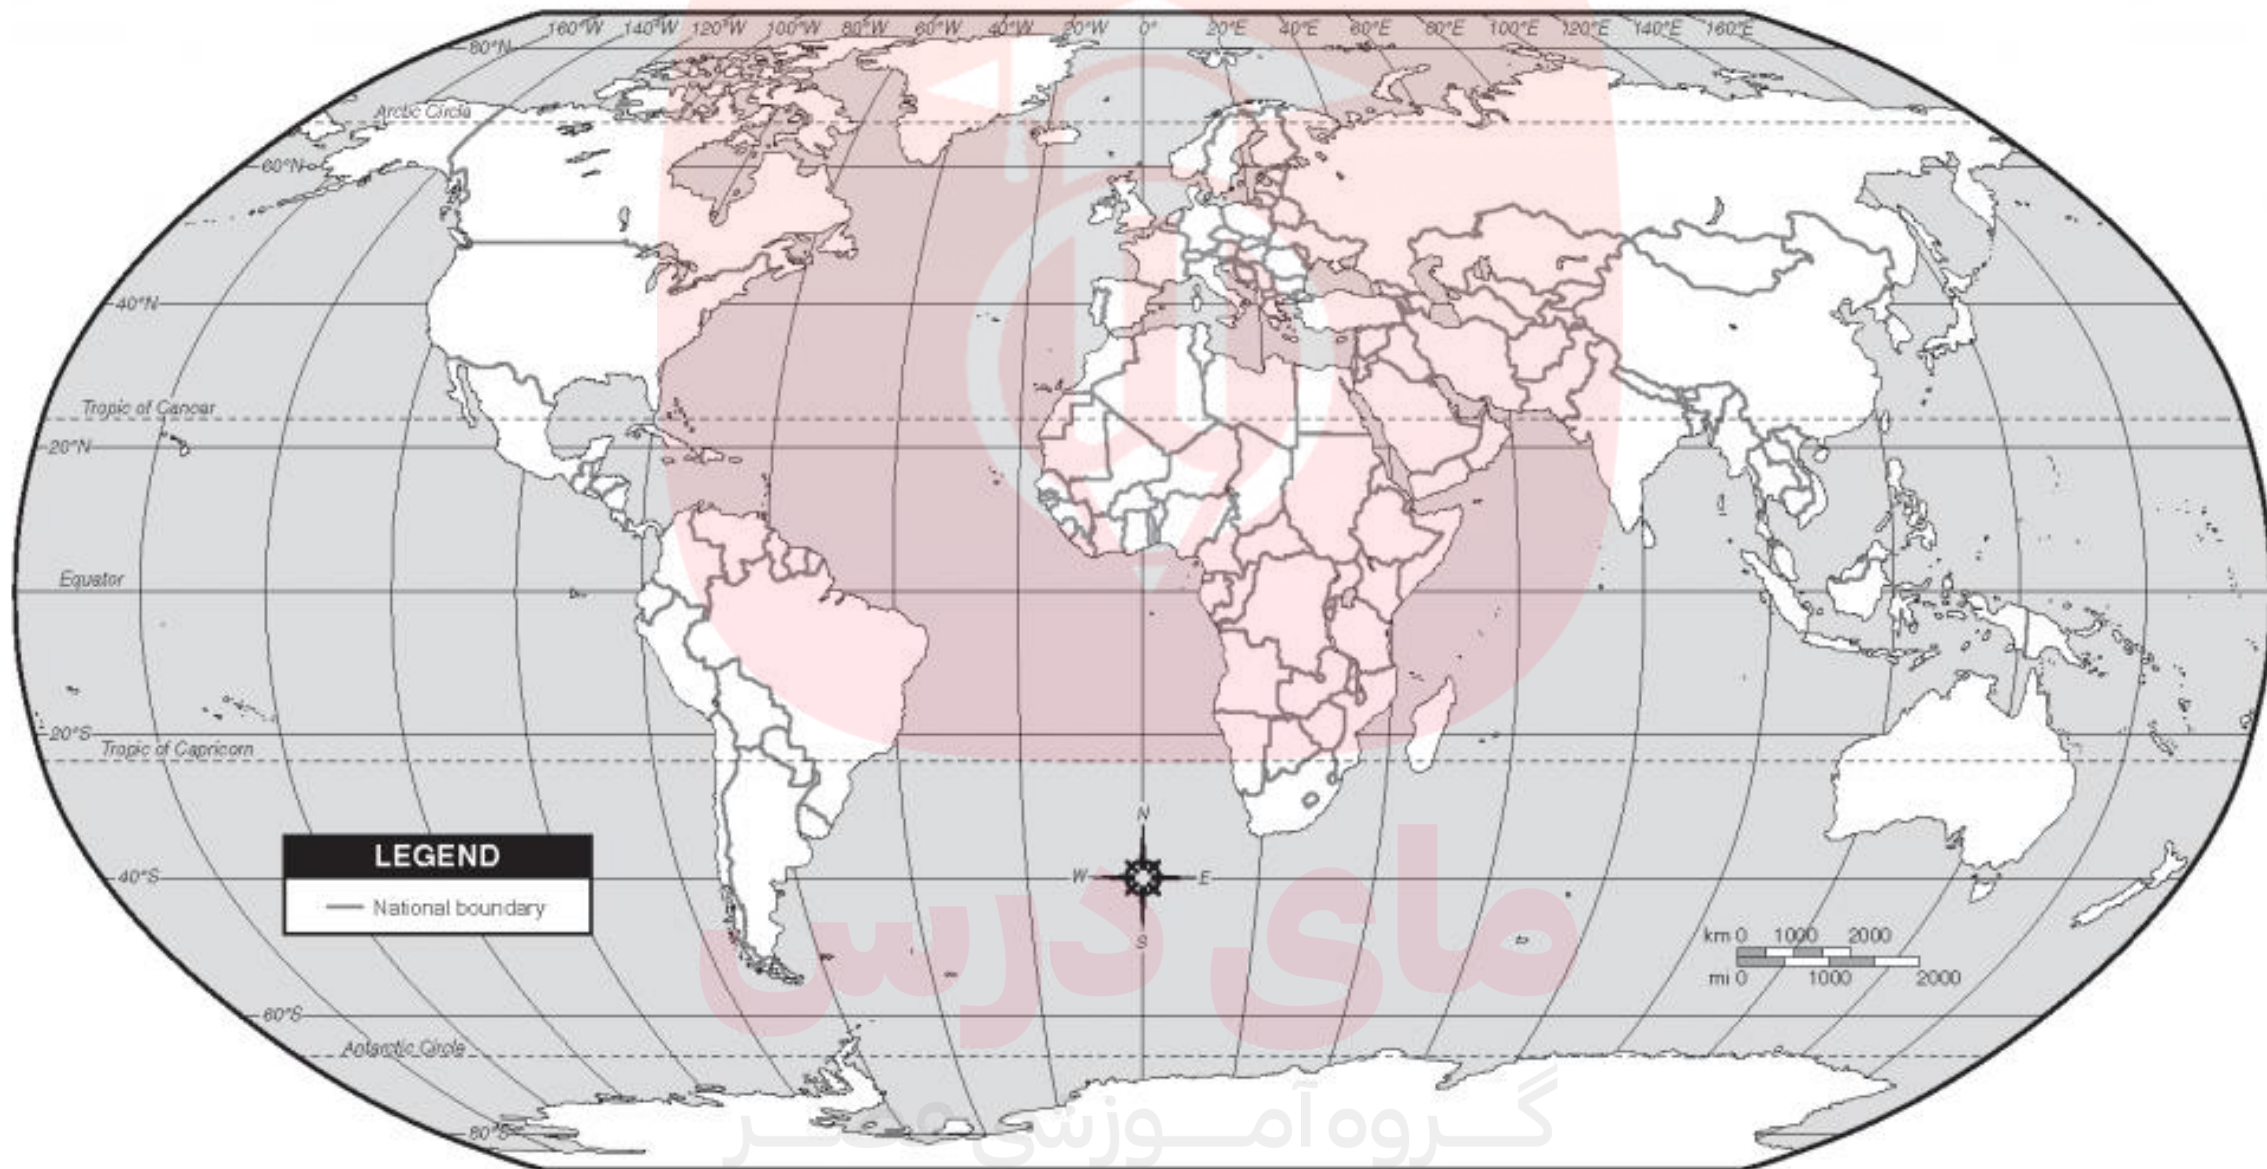 160°W 140°W 120°W 100°W 80°W 60°W 40°W 20°W 0° 20°E 40°E 60°E 80°E 100°E 120°E 140°E 160°E
80°N
Arctic Circle
60°N
40°N
Tropic of Cancer
20°N
Equator
20°S
Tropic of Capricorn
N
W E
S
LEGEND
National boundary
40°S
مای درس
km 0 1000 2000
mi 0 1000 2000
60°S
Antarctic Circle
گروه آموزشی عصر
80°S